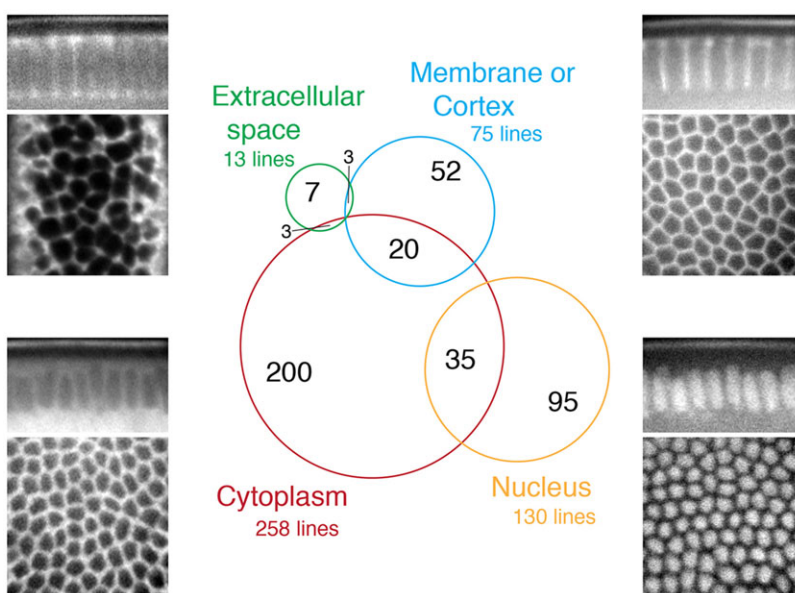 Membrane or
Cortex
75 lines
Extracellular
space
13 lines
3
7
52
3
20
200
35
95
Cytoplasm
258 lines
Nucleus
130 lines